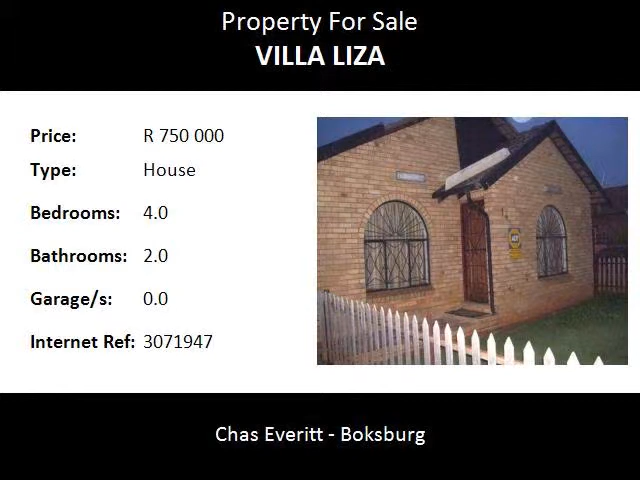 Property For Sale
VILLA LIZA
Price: R 750 000
Type: House
Bedrooms: 4.0
Bathrooms: 2.0
Garage/s: 0.0
Internet Ref: 3071947
ADT
Chas Everitt - Boksburg